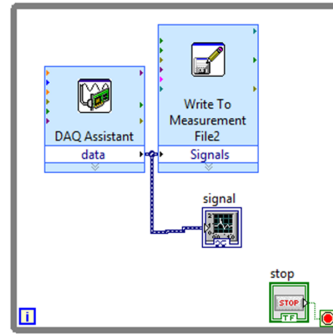 Write To
Measurement
File2
DAQ Assistant
data
Signals
signal
stop
STOP
TF
i